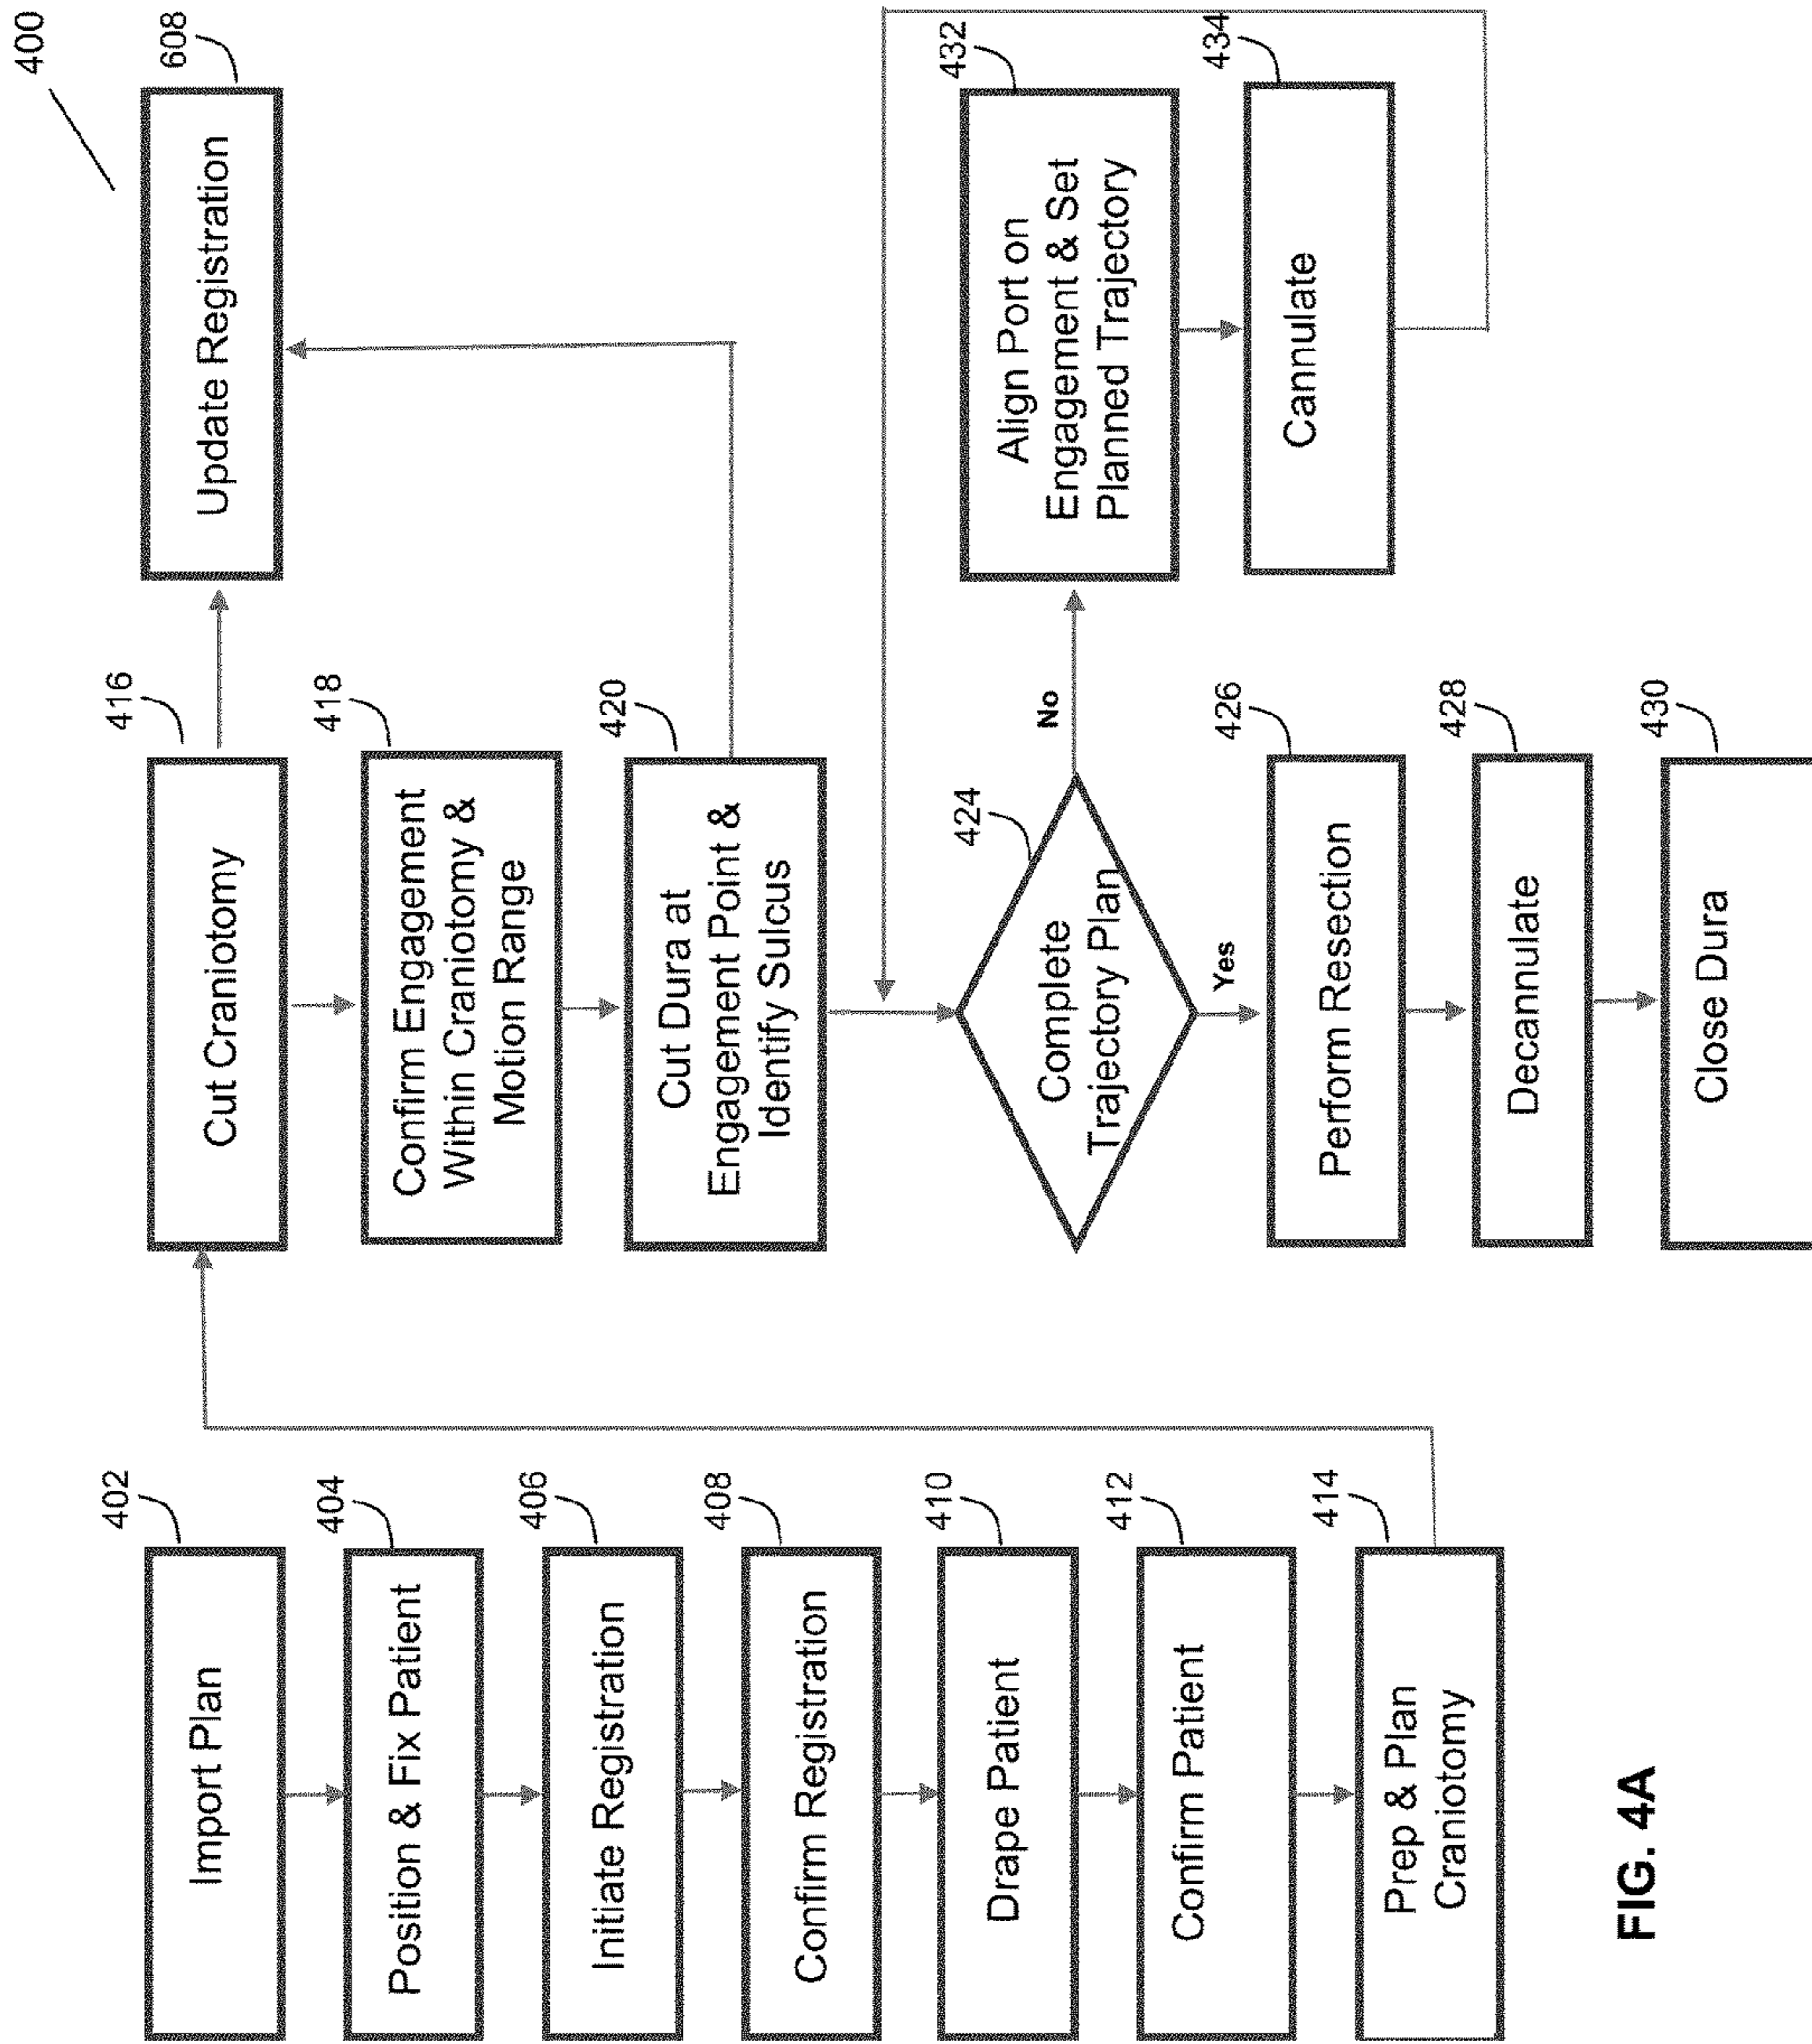 400
402
Import Plan
404
Position & Fix Patient
406
Initiate Registration
408
Confirm Registration
410
Drape Patient
412
Confirm Patient
414
Prep & Plan
Craniotomy
416
Cut Craniotomy
608
Update Registration
418
Confirm Engagement
Within Craniotomy &
Motion Range
420
Cut Dura at
Engagement Point &
Identify Sulcus
424
Complete
Trajectory Plan
No
432
Align Port on
Engagement & Set
Planned Trajectory
434
Cannulate
Yes
426
Perform Resection
428
Decannulate
430
Close Dura
FIG. 4A